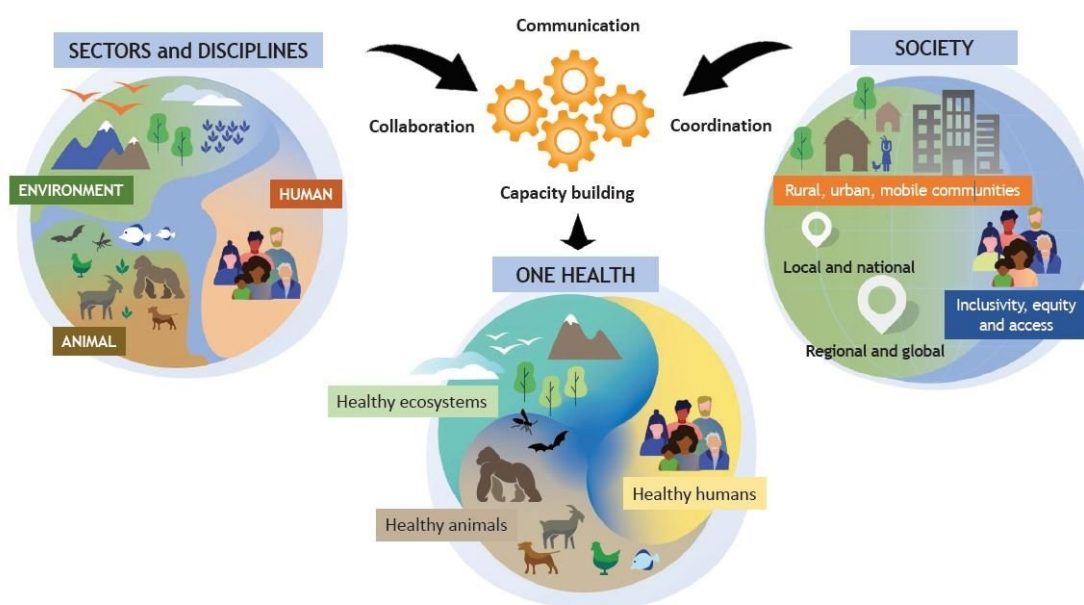 SECTORS and DISCIPLINES
ENVIRONMENT
HUMAN
ANIMAL
Communication
Collaboration
Coordination
Capacity building
SOCIETY
Rural, urban, mobile communities
Local and national
Inclusivity, equity
and access
Regional and global
ONE HEALTH
Healthy ecosystems
Healthy humans
Healthy animals